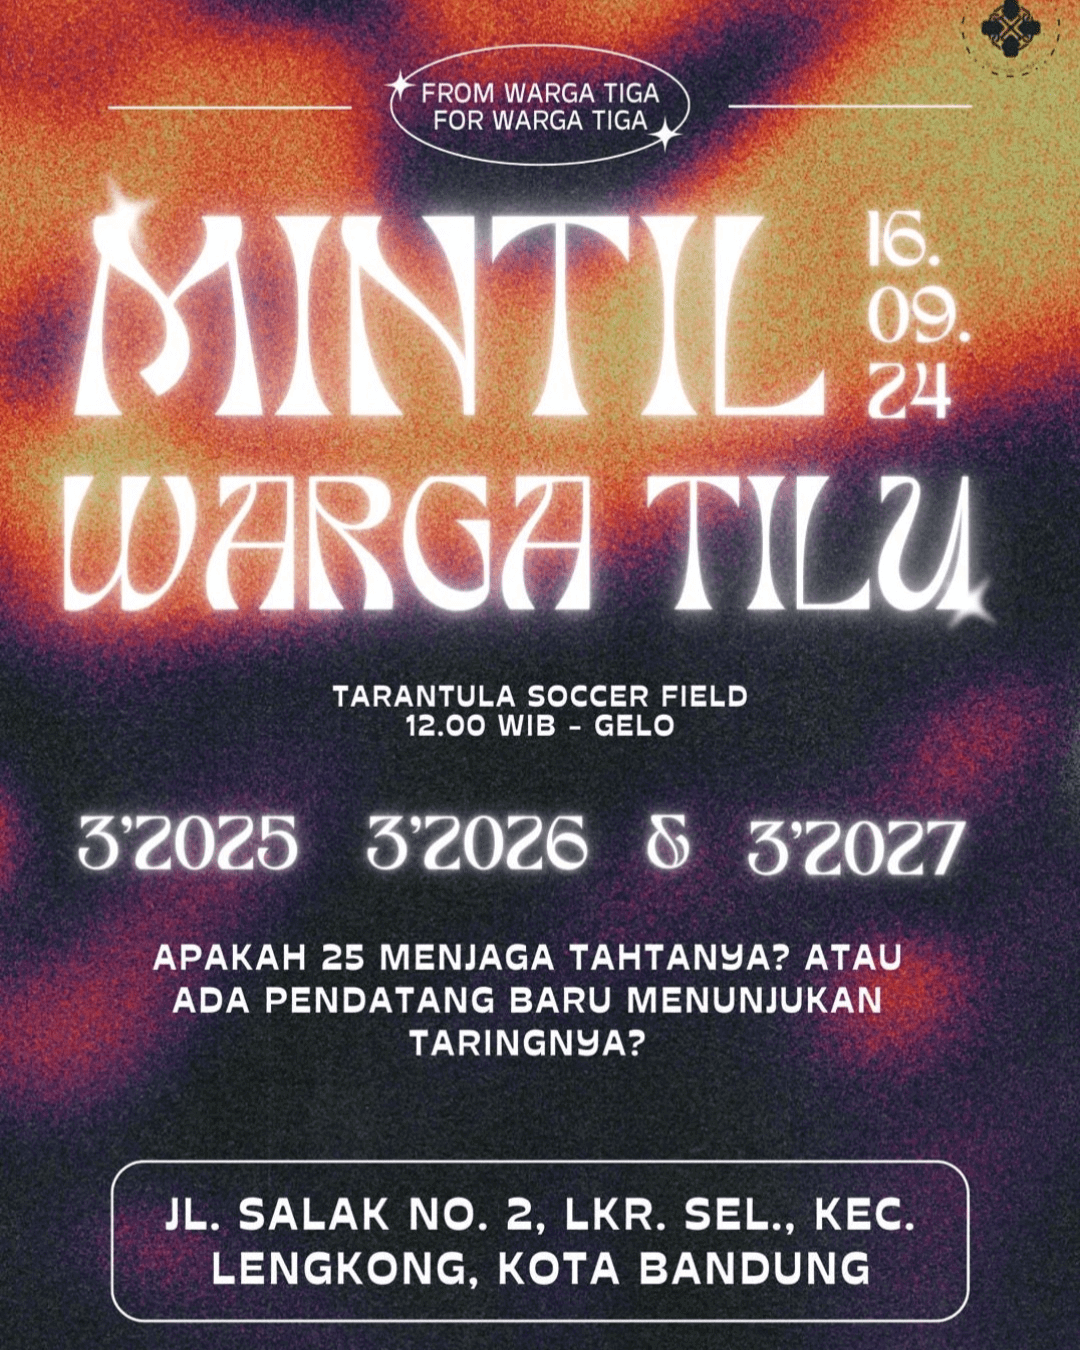 FROM WARGA TIGA
FOR WARGA TIGA
MINTIL
16.
09.
24
WARGA TILU
TARANTULA SOCCER FIELD
12.00 WIB - GELO
3'2025 3'2026 & 3'2027
APAKAH 25 MENJAGA TAHTANYA? ATAU
ADA PENDATANG BARU MENUNJUKAN
TARINGNYA?
JL. SALAK NO. 2, LKR. SEL., KEC.
LENGKONG, KOTA BANDUNG